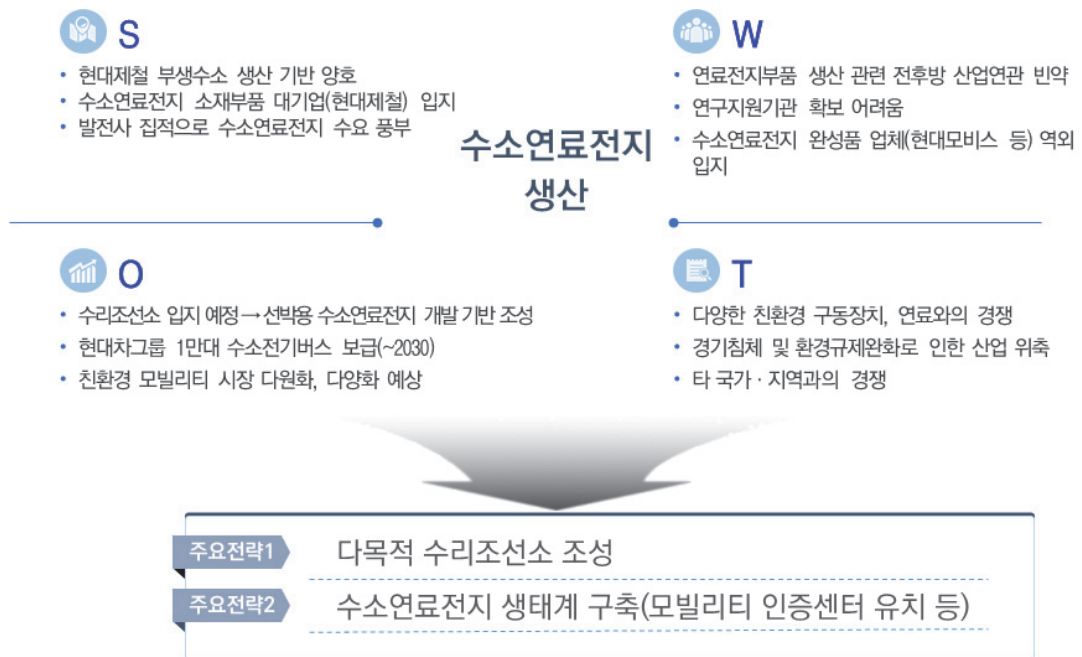 S
• 현대제철 부생수소 생산 기반 양호
• 수소연료전지 소재부품 대기업(현대제철) 입지
• 발전사 집적으로 수소연료전지 수요 풍부
수소연료전지
생산
W
• 연료전지부품 생산 관련 전후방 산업연관 빈약
• 연구지원기관 확보 어려움
• 수소연료전지 완성품 업체(현대모비스 등) 역외
입지
O
• 수리조선소 입지 예정→선박용 수소연료전지 개발 기반 조성
• 현대차그룹 1만대 수소전기버스 보급(~2030)
• 친환경 모빌리티 시장 다원화, 다양화 예상
T
• 다양한 친환경 구동장치, 연료와의 경쟁
• 경기침체 및 환경규제완화로 인한 산업 위축
• 타 국가·지역과의 경쟁
주요전략1 다목적 수리조선소 조성
주요전략2 수소연료전지 생태계 구축(모빌리티 인증센터 유치 등)